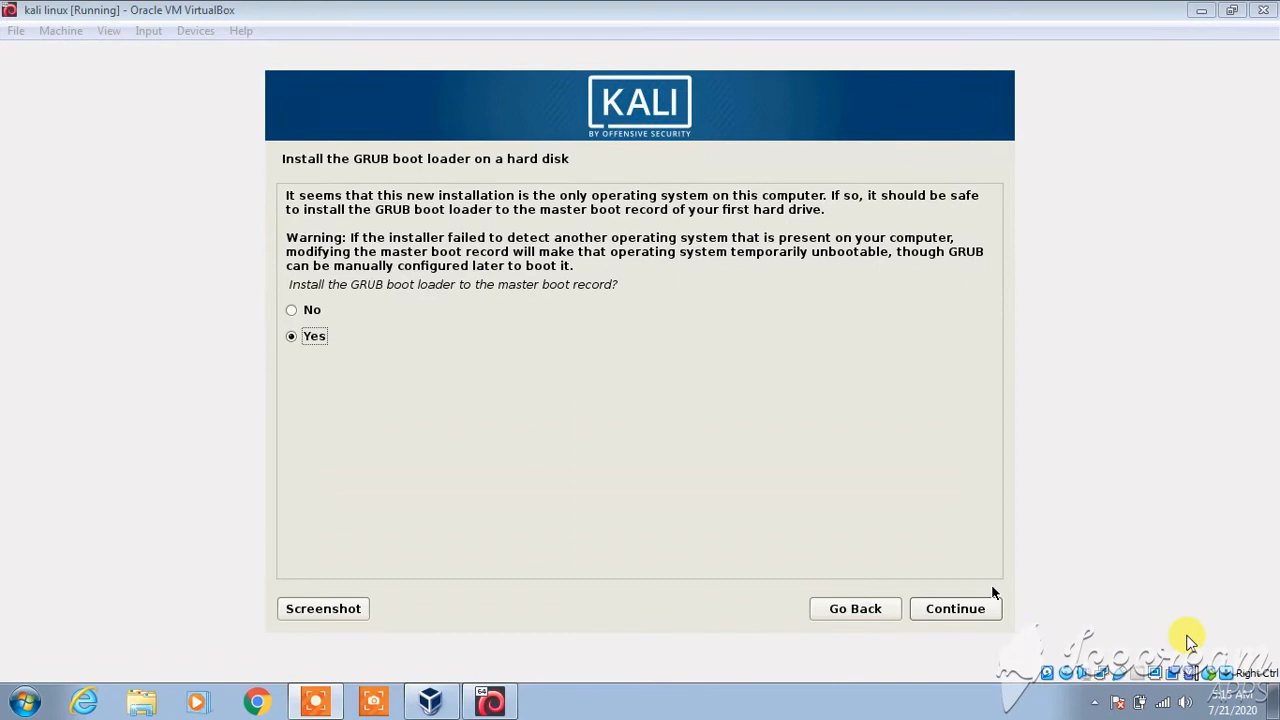 kali linux [Running] - Oracle VM VirtualBox
File Machine View Input Devices Help
KALI
BY OFFENSIVE SECURITY
Install the GRUB boot loader on a hard disk
It seems that this new installation is the only operating system on this computer. If so, it should be safe
to install the GRUB boot loader to the master boot record of your first hard drive.
Warning: If the installer failed to detect another operating system that is present on your computer,
modifying the master boot record will make that operating system temporarily unbootable, though GRUB
can be manually configured later to boot it.
Install the GRUB boot loader to the master boot record?
No
Yes
Screenshot
Go Back
Continue
Right Ctrl
64
APPS
7/21/2020